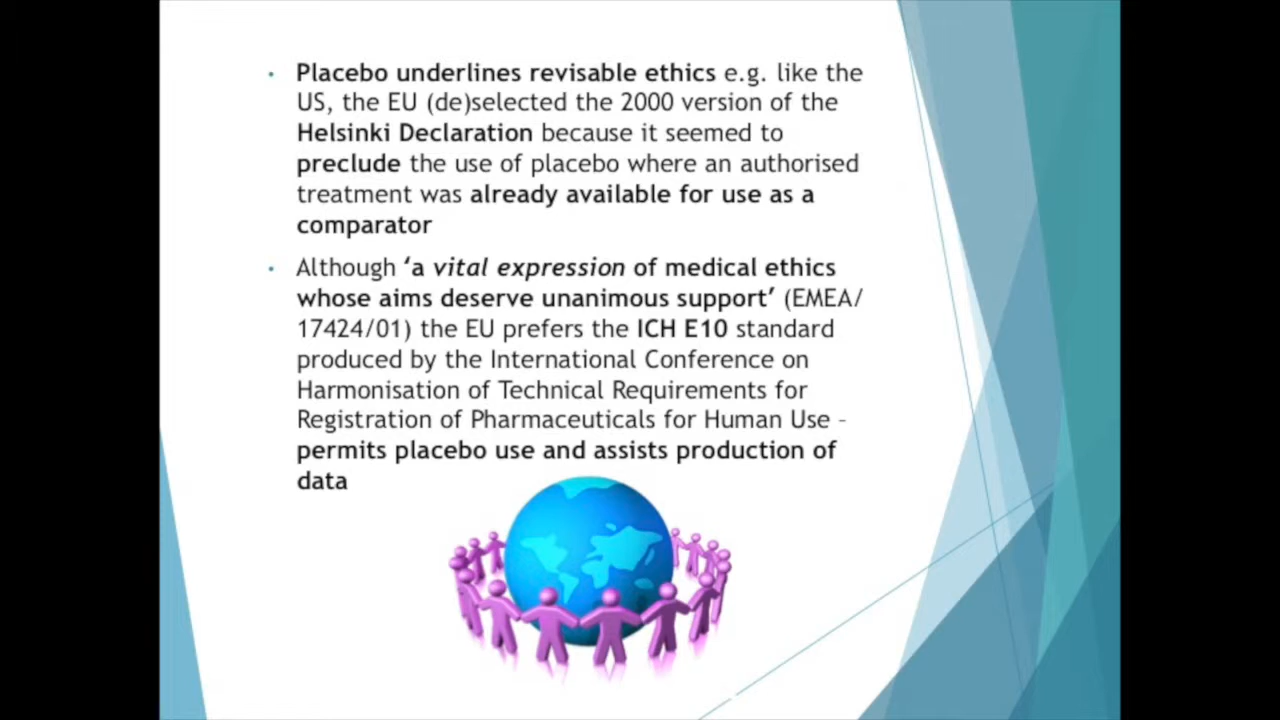 • Placebo underlines revisable ethics e.g. like the
US, the EU (de)selected the 2000 version of the
Helsinki Declaration because it seemed to
preclude the use of placebo where an authorised
treatment was already available for use as a
comparator
• Although ‘a vital expression of medical ethics
whose aims deserve unanimous support’ (EMEA/
17424/01) the EU prefers the ICH E10 standard
produced by the International Conference on
Harmonisation of Technical Requirements for
Registration of Pharmaceuticals for Human Use –
permits placebo use and assists production of
data